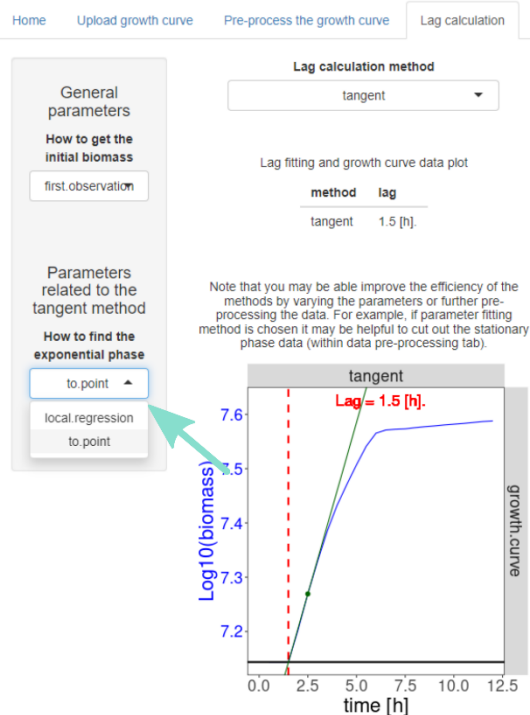 Home Upload growth curve Pre-process the growth curve Lag calculation
General
parameters
How to get the
initial biomass
first.observation
Parameters
related to the
tangent method
How to find the
exponential phase
to.point
local.regression
to.point
Lag calculation method
tangent
Lag fitting and growth curve data plot
method lag
tangent 1.5 [h].
Note that you may be able improve the efficiency of the
methods by varying the parameters or further pre-
processing the data. For example, if parameter fitting
method is chosen it may be helpful to cut out the stationary
phase data (within data pre-processing tab).
tangent
Lag = 1.5 [h].
7.6
7.5
7.4
7.3
7.2
Log10(biomass)
growth.curve
0.0 2.5 5.0 7.5 10.0 12.5
time [h]